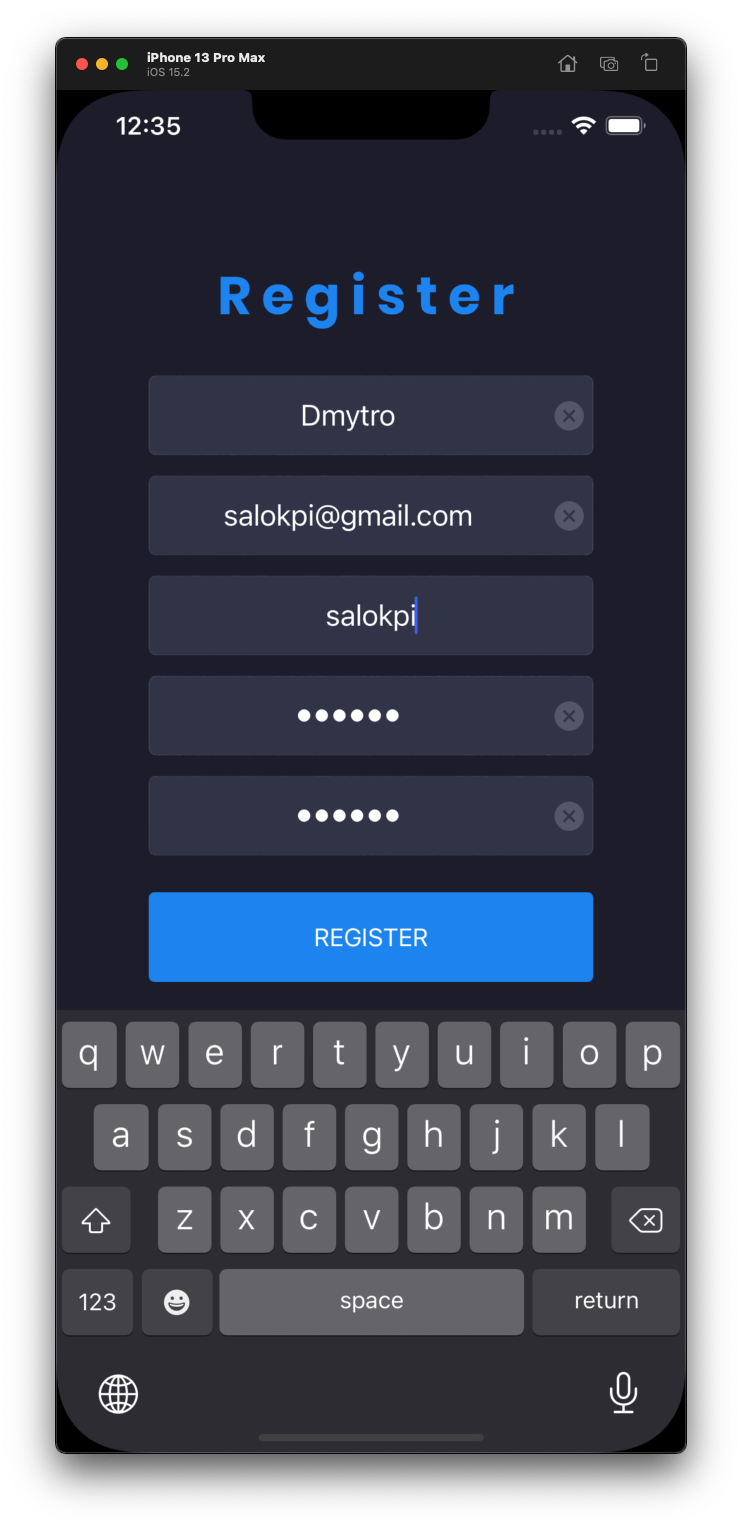 iPhone 13 Pro Max
iOS 15.2
12:35
Register
Dmytro
salokpi@gmail.com
salokpi
••••••
••••••
REGISTER
q w e r t y u i o p
a s d f g h j k l
z x c v b n m
123 space return